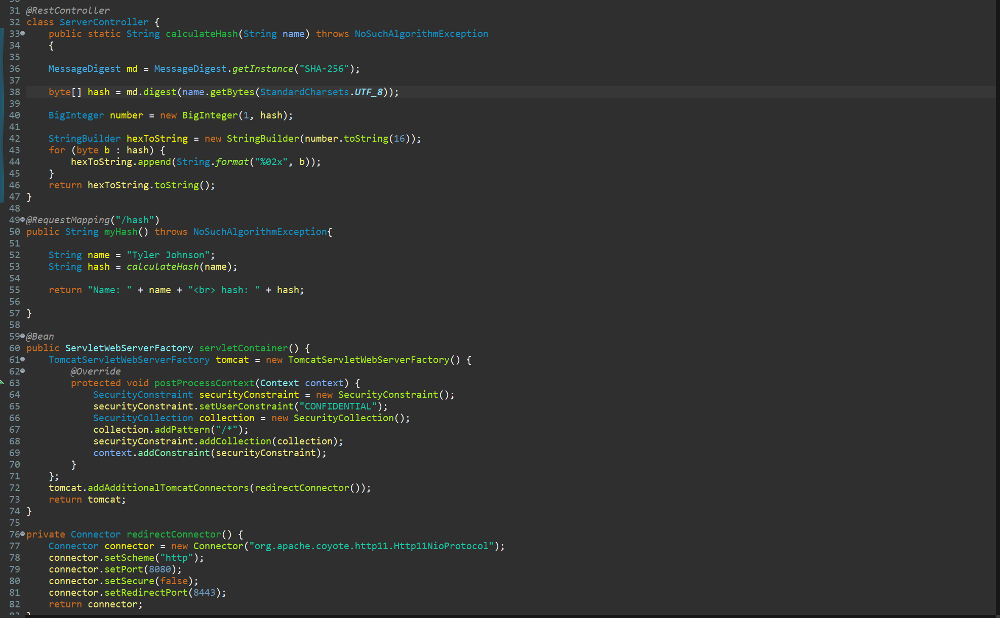 31 @RestController
32 class ServerController {
33 public static String calculateHash(String name) throws NoSuchAlgorithmException
34 {
35
36 MessageDigest md = MessageDigest.getInstance("SHA-256");
37
38 byte[] hash = md.digest(name.getBytes(StandardCharsets.UTF_8));
39
40 BigInteger number = new BigInteger(1, hash);
41
42 StringBuilder hexToString = new StringBuilder(number.toString(16));
43 for (byte b : hash) {
44 hexToString.append(String.format("%02x", b));
45 }
46 return hexToString.toString();
47 }
48
49 @RequestMapping("/hash")
50 public String myHash() throws NoSuchAlgorithmException{
51
52 String name = "Tyler Johnson";
53 String hash = calculateHash(name);
54
55 return "Name: " + name + "<br> hash: " + hash;
56
57 }
58
59 @Bean
60 public ServletWebServerFactory servletContainer() {
61 TomcatServletWebServerFactory tomcat = new TomcatServletWebServerFactory() {
62 @Override
63 protected void postProcessContext(Context context) {
64 SecurityConstraint securityConstraint = new SecurityConstraint();
65 securityConstraint.setUserConstraint("CONFIDENTIAL");
66 SecurityCollection collection = new SecurityCollection();
67 collection.addPattern("/*");
68 securityConstraint.addCollection(collection);
69 context.addConstraint(securityConstraint);
70 }
71 };
72 tomcat.addAdditionalTomcatConnectors(redirectConnector());
73 return tomcat;
74 }
75
76 private Connector redirectConnector() {
77 Connector connector = new Connector("org.apache.coyote.http11.Http11NioProtocol");
78 connector.setScheme("http");
79 connector.setPort(8080);
80 connector.setSecure(false);
81 connector.setRedirectPort(8443);
82 return connector;